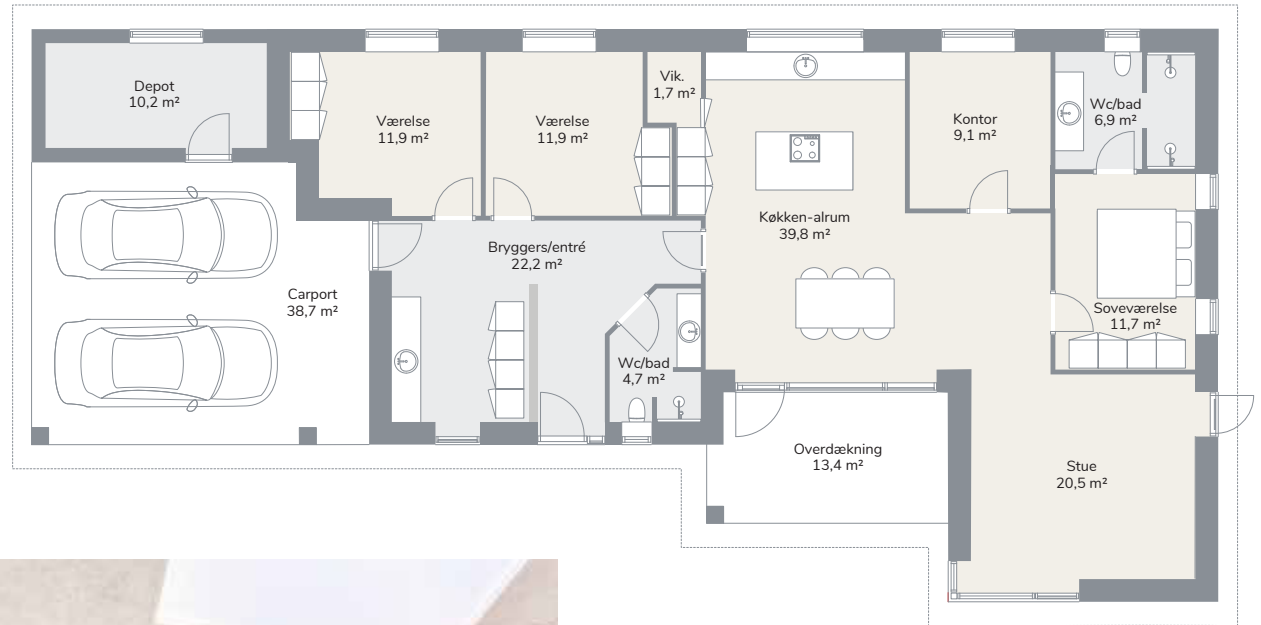 Depot
10,2 m²
Værelse
11,9 m²
Værelse
11,9 m²
Vik.
1,7 m²
Kontor
9,1 m²
Wc/bad
6,9 m²
Køkken-alrum
39,8 m²
Bryggers/entré
22,2 m²
Carport
38,7 m²
Soveværelse
11,7 m²
Wc/bad
4,7 m²
Overdækning
13,4 m²
Stue
20,5 m²